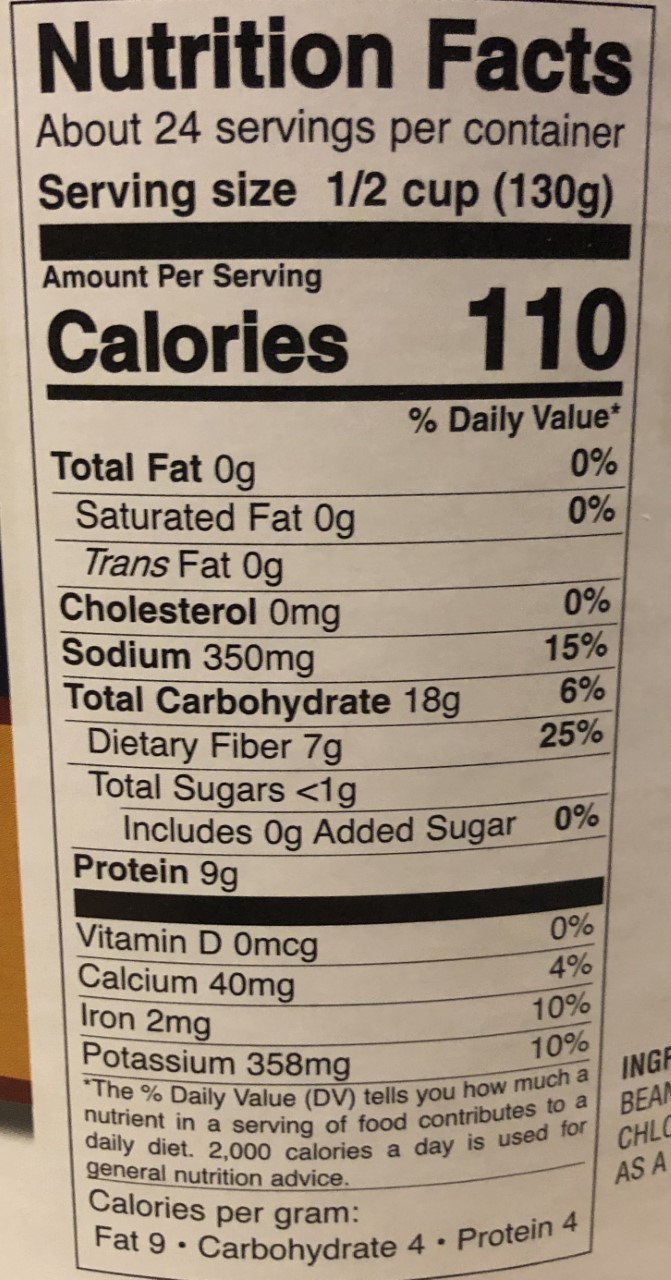 Nutrition Facts
About 24 servings per container
Serving size 1/2 cup (130g)
Amount Per Serving
Calories 110
% Daily Value*
Total Fat 0g 0%
Saturated Fat 0g 0%
Trans Fat 0g
Cholesterol 0mg 0%
Sodium 350mg 15%
Total Carbohydrate 18g 6%
Dietary Fiber 7g 25%
Total Sugars <1g
Includes 0g Added Sugar 0%
Protein 9g
Vitamin D 0mcg 0%
Calcium 40mg 4%
Iron 2mg 10%
Potassium 358mg 10%
*The % Daily Value (DV) tells you how much a
nutrient in a serving of food contributes to a
daily diet. 2,000 calories a day is used for
general nutrition advice.
Calories per gram:
Fat 9 • Carbohydrate 4 • Protein 4
AS A